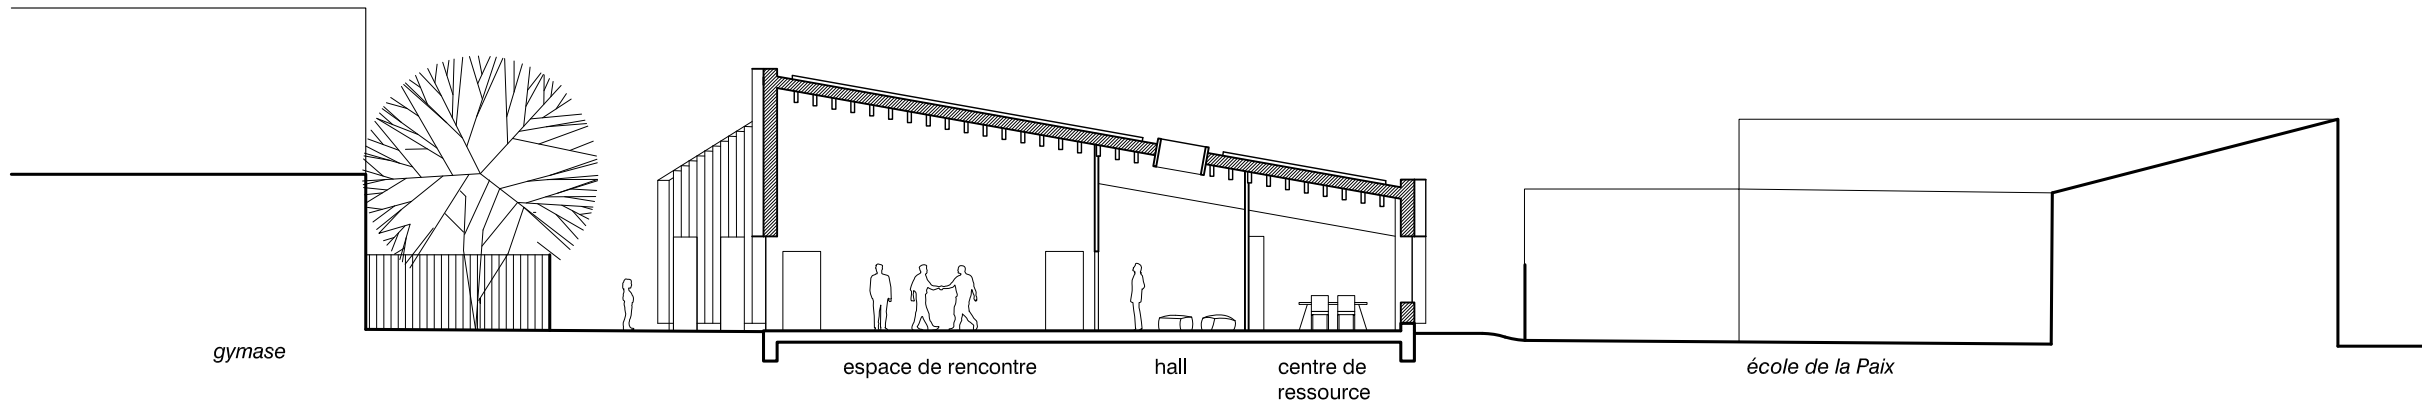 gymase
espace de rencontre
hall
centre de
ressource
école de la Paix